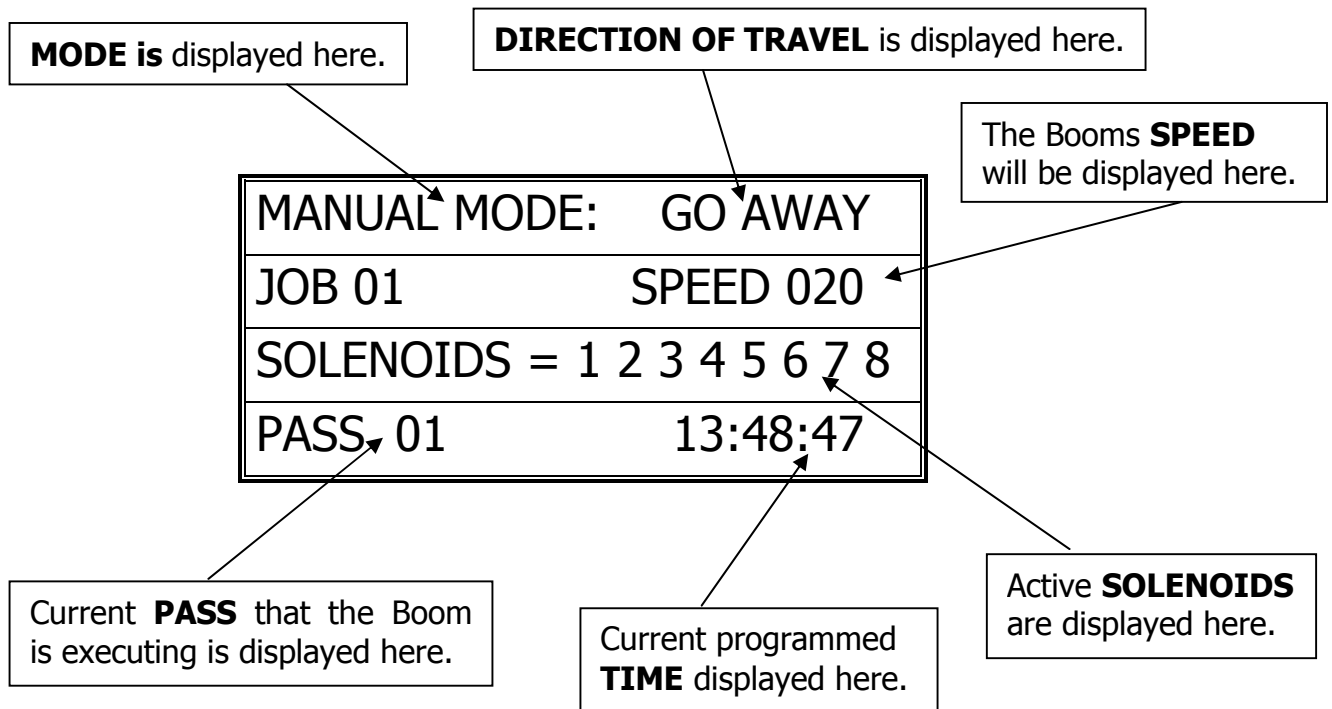 MODE is displayed here.
DIRECTION OF TRAVEL is displayed here.
The Booms SPEED
will be displayed here.
MANUAL MODE: GO AWAY
JOB 01 SPEED 020
SOLENOIDS = 1 2 3 4 5 6 7 8
PASS 01 13:48:47
Current PASS that the Boom
is executing is displayed here.
Current programmed
TIME displayed here.
Active SOLENOIDS
are displayed here.